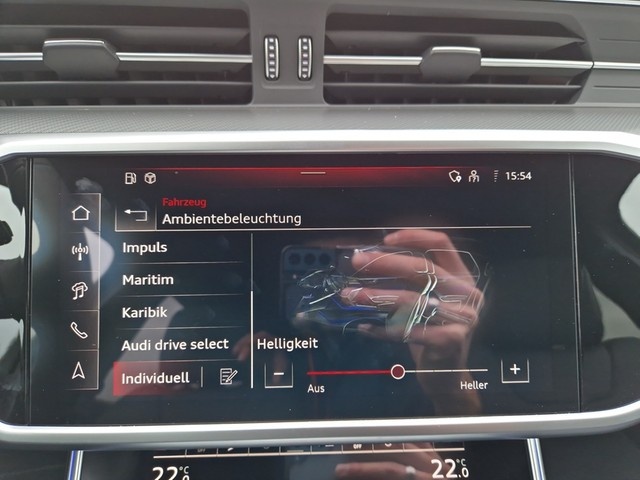 15:54
Fahrzeug
Ambientebeleuchtung
Impuls
Maritim
Karibik
Audi drive select
Individuell
Helligkeit
− +
Aus Heller
22.0 °C 22.0 °C